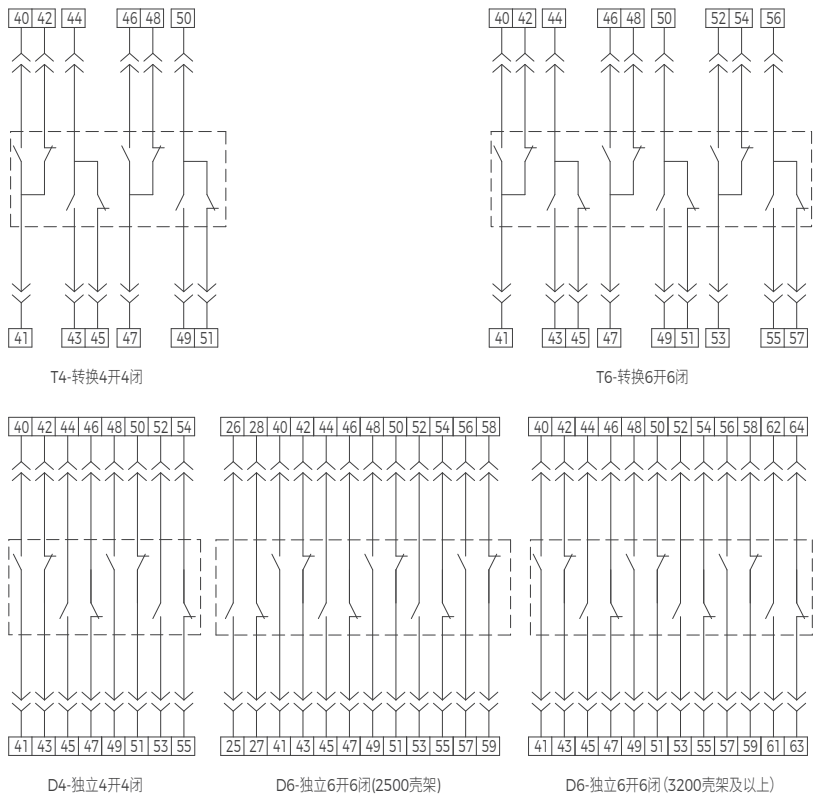 40 42 44 46 48 50
40 42 44 46 48 50 52 54 56
41 43 45 47 49 51
41 43 45 47 49 51 53 55 57
T4-转换4开4闭
T6-转换6开6闭
40 42 44 46 48 50 52 54
26 28 40 42 44 46 48 50 52 54 56 58
40 42 44 46 48 50 52 54 56 58 62 64
41 43 45 47 49 51 53 55
25 27 41 43 45 47 49 51 53 55 57 59
41 43 45 47 49 51 53 55 57 59 61 63
D4-独立4开4闭
D6-独立6开6闭(2500壳架)
D6-独立6开6闭（3200壳架及以上）